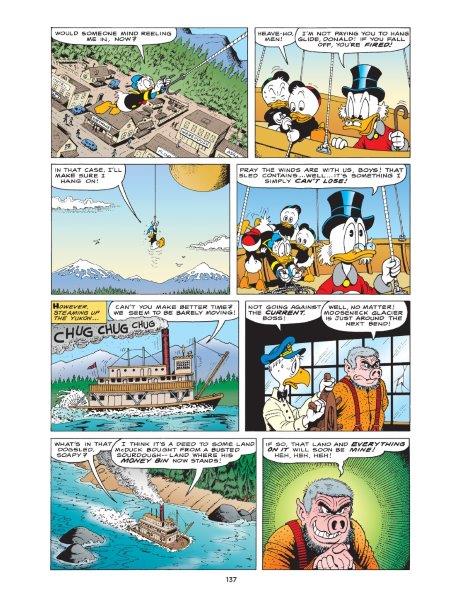 WOULD SOMEONE MIND REELING
ME IN, NOW?
HEAVE-HO,
MEN!
I'M NOT PAYING YOU TO HANG
GLIDE, DONALD! IF YOU FALL
OFF, YOU'RE FIRED!
IN THAT CASE, I'LL
MAKE SURE I
HANG ON!
PRAY THE WINDS ARE WITH US, BOYS! THAT
SLED CONTAINS...WELL...IT'S SOMETHING I
SIMPLY CAN'T LOSE!
HOWEVER,
STEAMING UP
THE YUKON...
CAN'T YOU MAKE BETTER TIME?
WE SEEM TO BE BARELY MOVING!
CHUG CHUG CHUG
NOT GOING AGAINST
THE CURRENT,
BOSS!
WELL, NO MATTER!
MOOSENECK GLACIER
IS JUST AROUND THE
NEXT BEND!
WHAT'S IN THAT
DOGSLED,
SOAPY?
I THINK IT'S A DEED TO SOME LAND
McDUCK BOUGHT FROM A BUSTED
SOURDOUGH--LAND WHERE HIS
MONEY BIN NOW STANDS!
IF SO, THAT LAND AND EVERYTHING
ON IT WILL SOON BE MINE!
HEH, HEH, HEH!
137